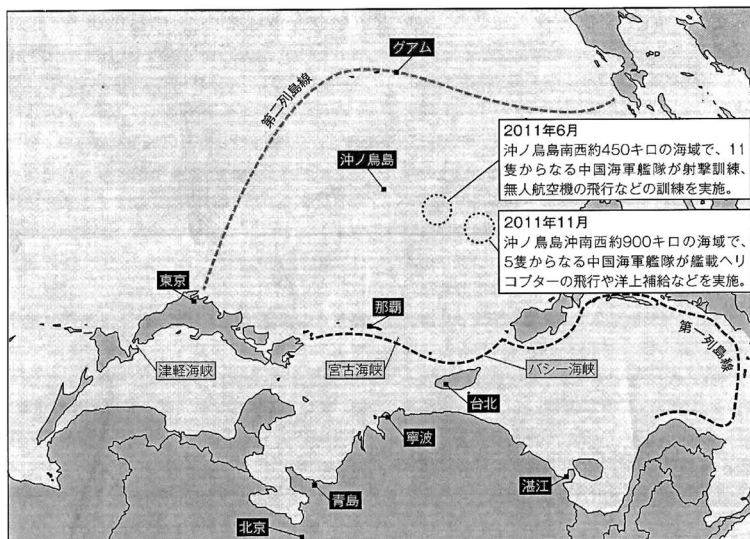 グアム
第二列島線
沖ノ鳥島
2011年6月
沖ノ鳥島南西約450キロの海域で、11
隻からなる中国海軍艦隊が射撃訓練、
無人航空機の飛行などの訓練を実施。
2011年11月
沖ノ鳥島沖南西約900キロの海域で、
5隻からなる中国海軍艦隊が艦載ヘリ
コプターの飛行や洋上補給などを実施。
東京
那覇
第一列島線
津軽海峡
宮古海峡
バシー海峡
台北
寧波
青島
湛江
北京